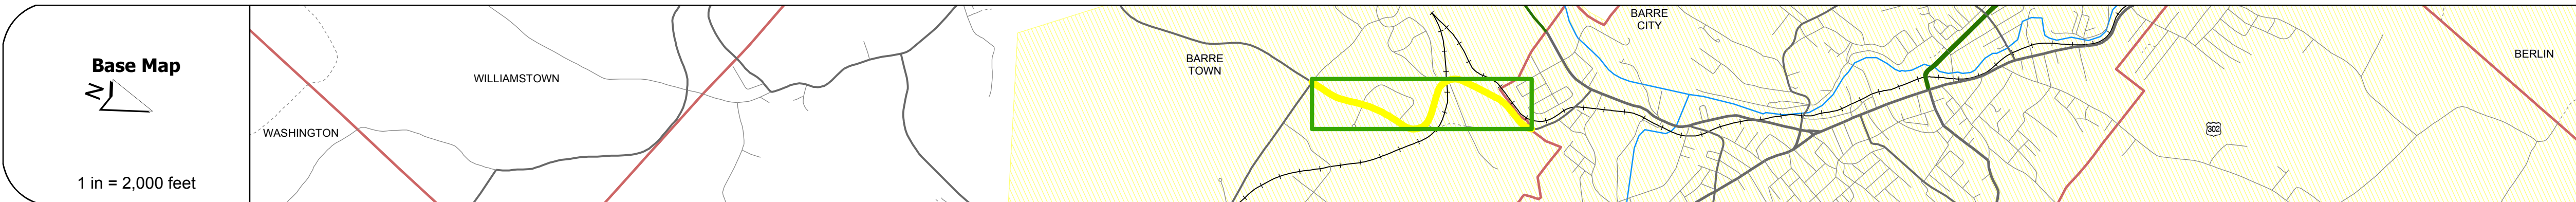 Base Map
N
1 in = 2,000 feet
WASHINGTON
WILLIAMSTOWN
BARRE
TOWN
BARRE
CITY
302
BERLIN